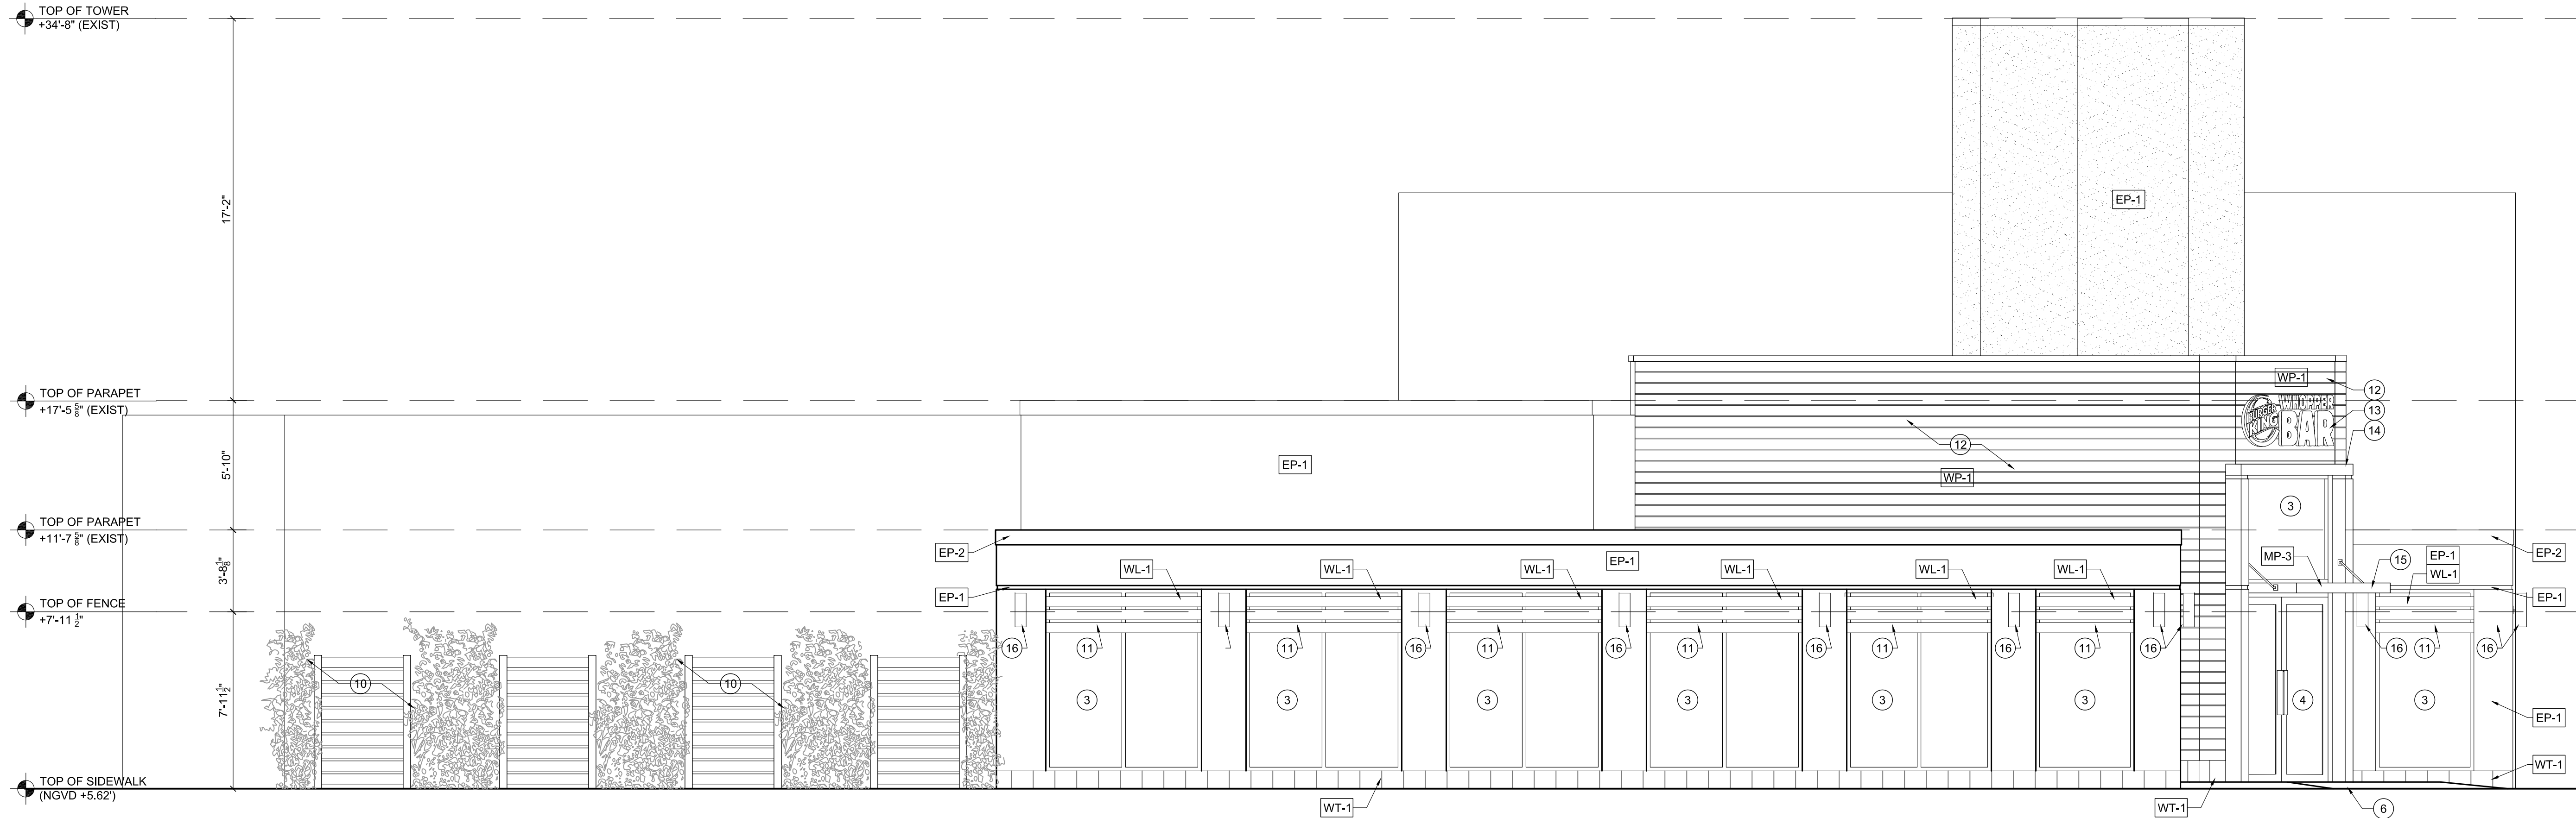 TOP OF TOWER
+34'-8" (EXIST)
17'-2"
EP-1
TOP OF PARAPET
+17'-5 5/8" (EXIST)
WP-1
12
BURGER KING
WHOPPER
BAR
13
14
5'-10"
EP-1
12
WP-1
3
TOP OF PARAPET
+11'-7 5/8" (EXIST)
EP-2
EP-1
EP-2
3'-8 1/8"
WL-1
WL-1
WL-1
WL-1
WL-1
WL-1
MP-3
15
EP-1
WL-1
EP-1
EP-1
TOP OF FENCE
+7'-11 1/2"
16
11
11
16
11
16
11
16
11
16
11
16
16
11
16
10
10
7'-11 1/2"
3
3
3
3
3
3
4
3
EP-1
WT-1
TOP OF SIDEWALK
(NGVD +5.62')
WT-1
WT-1
6